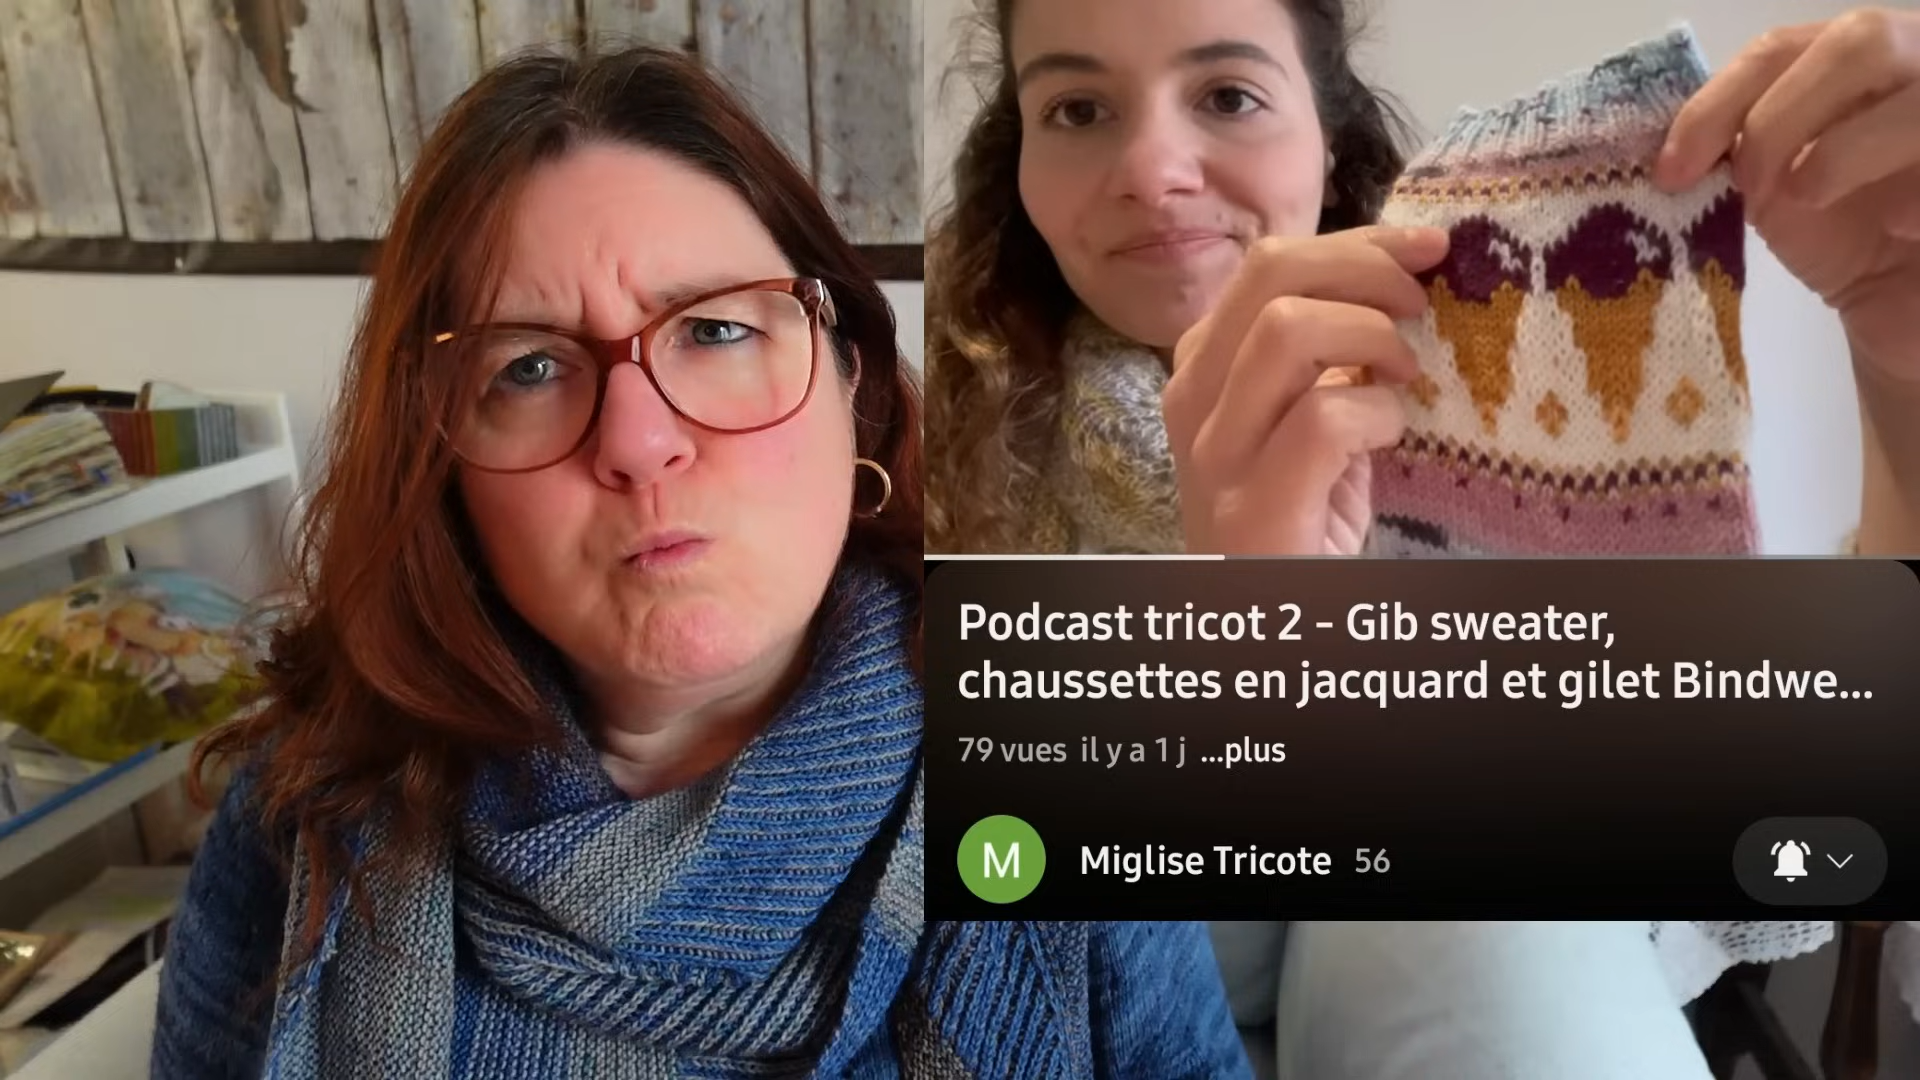 Podcast tricot 2 - Gib sweater,
chaussettes en jacquard et gilet Bindwe...
79 vues il y a 1 j ...plus
M Miglise Tricote 56